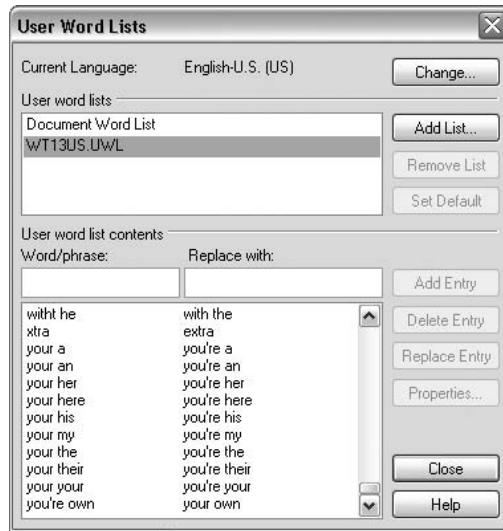 User Word Lists
Current Language: English-U.S. (US) Change...
User word lists
Document Word List Add List...
WT13US.UWL
Remove List
Set Default
User word list contents
Word/phrase: Replace with:
Add Entry
witht he with the
xtra extra Delete Entry
your a you're a
your an you're an Replace Entry
your her you're her
your here you're here Properties...
your his you're his
your my you're my
your the you're the
your their you're their Close
your your you're your
you're own your own Help